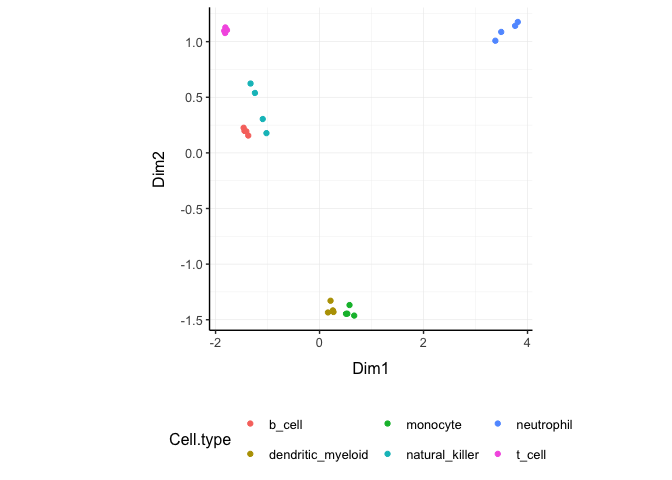 1.0
0.5
0.0
-0.5
-1.0
-1.5
Dim2
-2 0 2 4
Dim1
Cell.type
b_cell monocyte neutrophil
dendritic_myeloid natural_killer t_cell